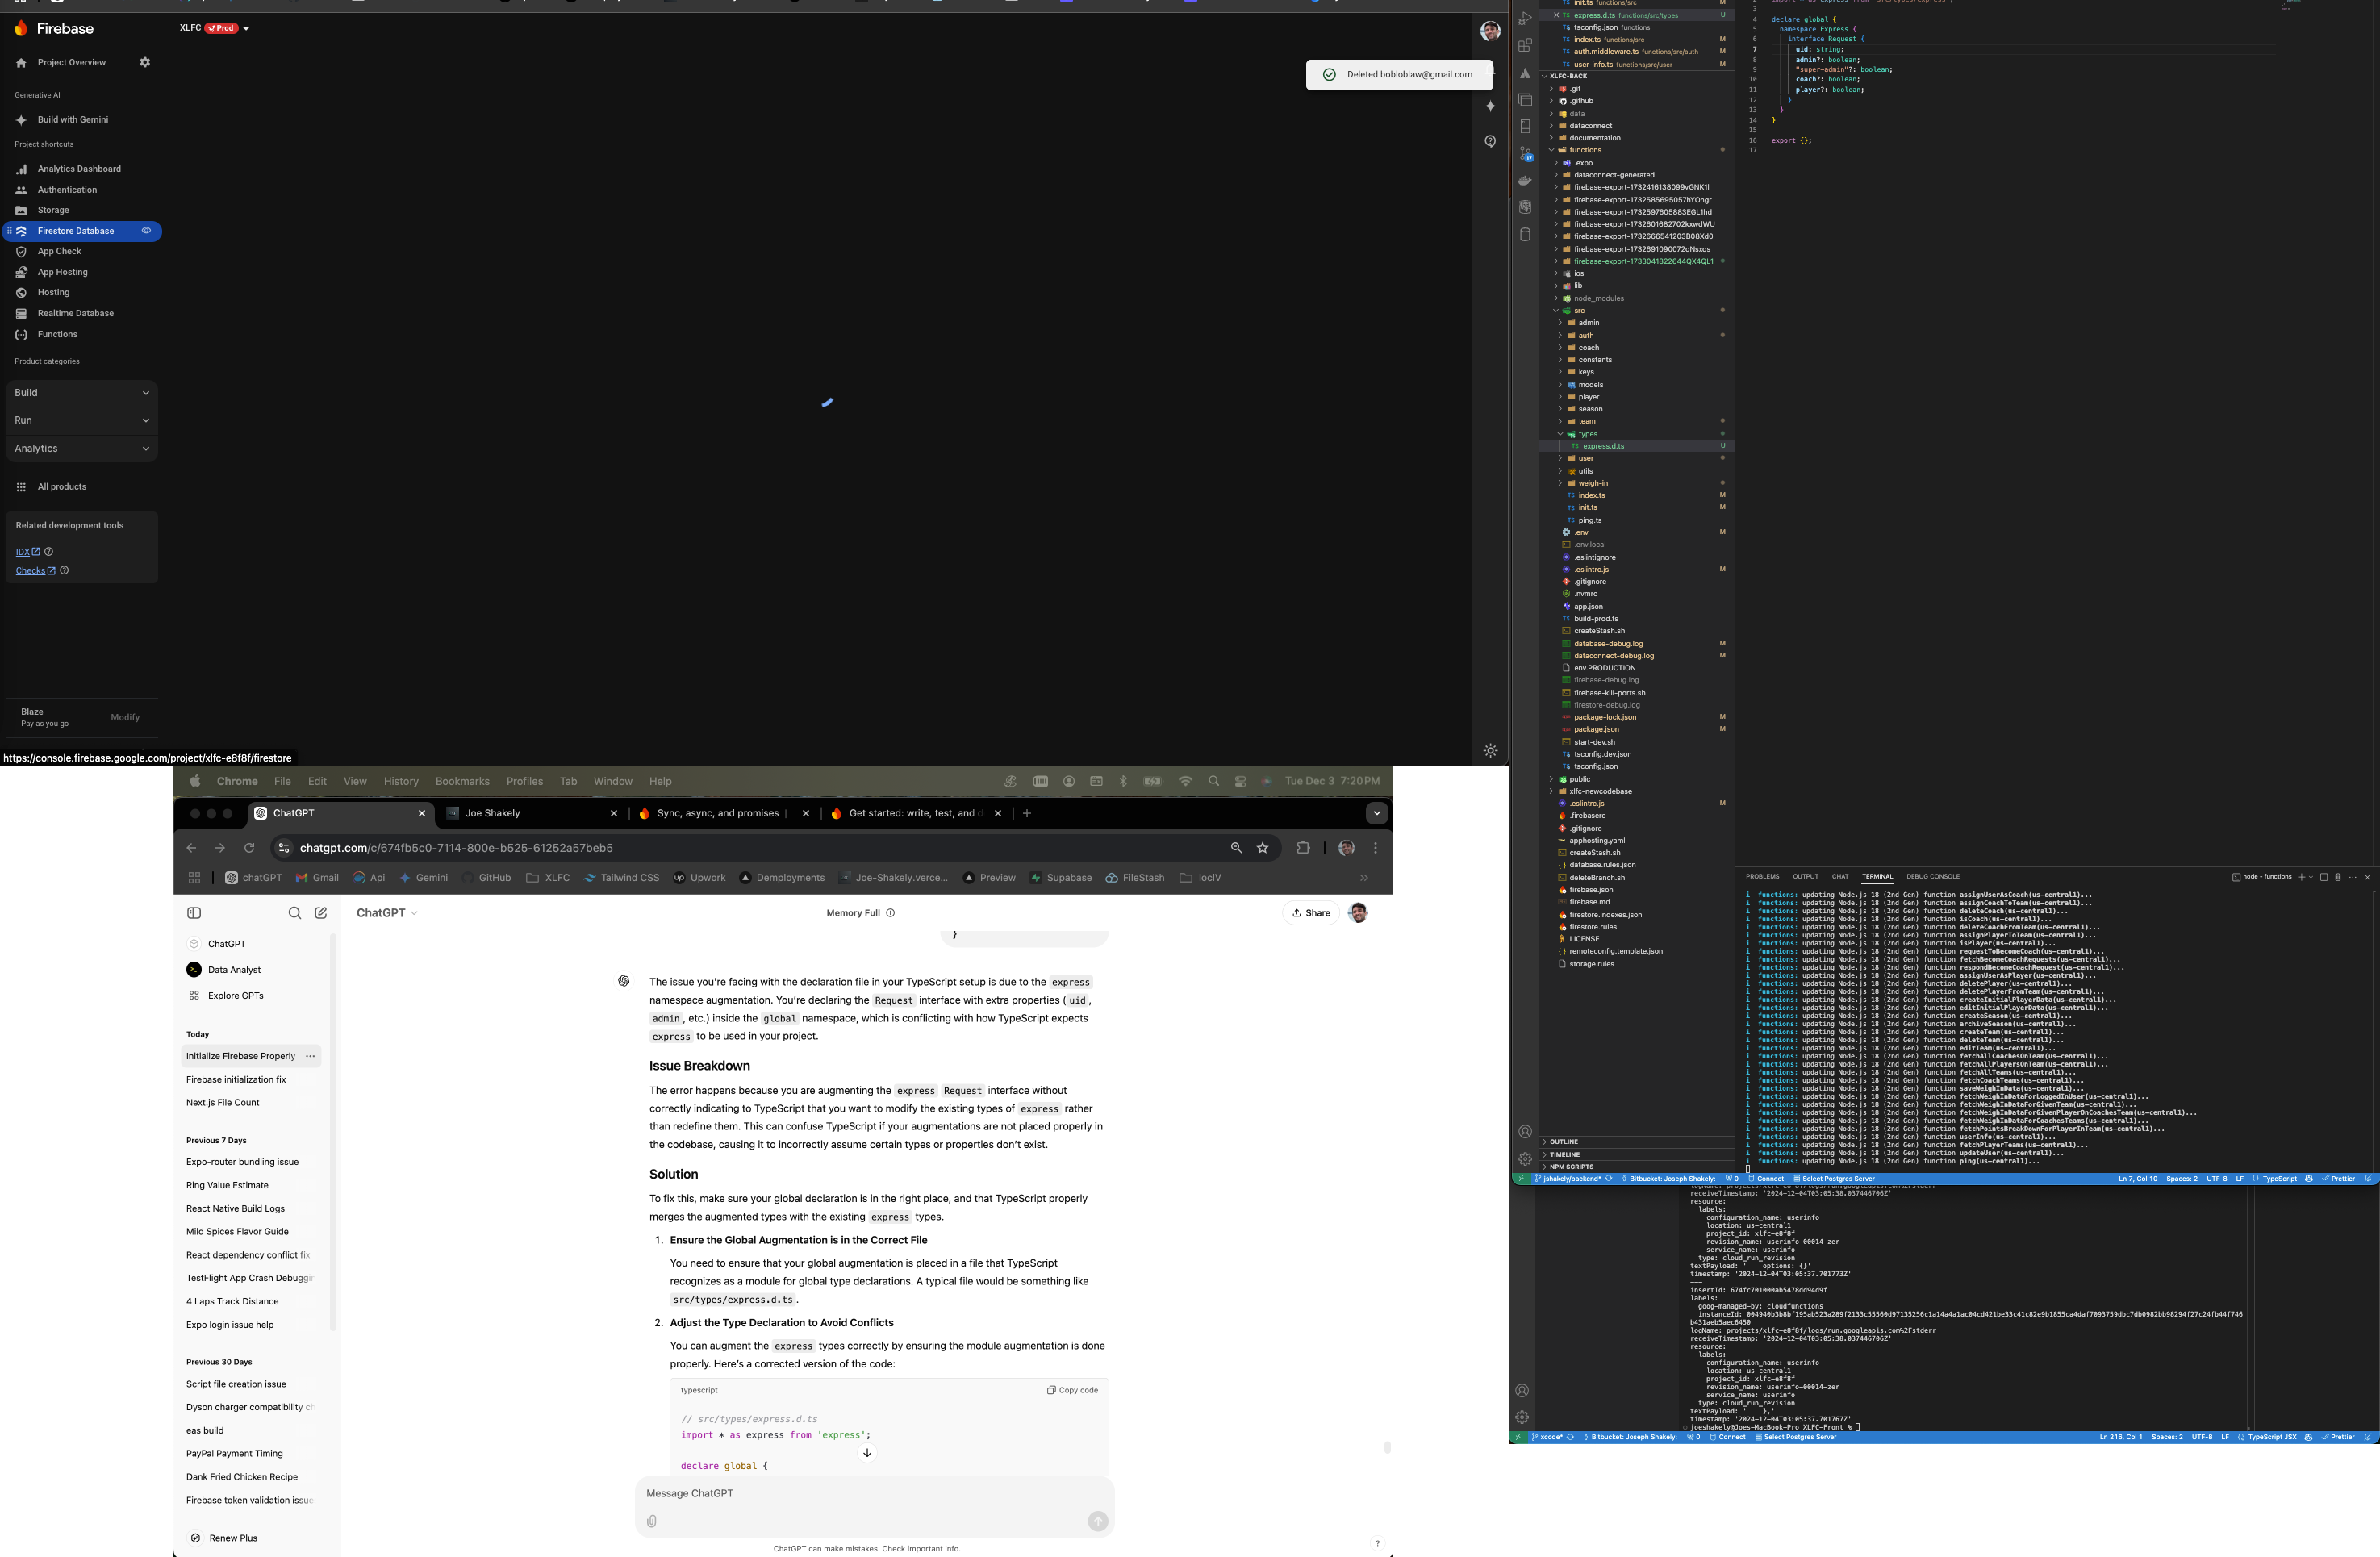 Firebase
Project Overview
Generative AI
Build with Gemini
Project shortcuts
Analytics Dashboard
Authentication
Storage
Firestore Database
App Check
App Hosting
Hosting
Realtime Database
Functions
Product categories
Build
Run
Analytics
All products
Related development tools
IDX
Checks
Blaze
Pay as you go
Modify
https://console.firebase.google.com/project/xlfc-e8f8f/firestore
XLFC Prod
Deleted bobloblaw@gmail.com
Chrome File Edit View History Bookmarks Profiles Tab Window Help
Tue Dec 3 7:20 PM
ChatGPT
Joe Shakely
Sync, async, and promises
Get started: write, test, and d
chatgpt.com/c/674fb5c0-7114-800e-b525-61252a57beb5
chatGPT Gmail Api Gemini GitHub XLFC Tailwind CSS Upwork Demployments Joe-Shakely.verce... Preview Supabase FileStash loclV
ChatGPT
Memory Full
Share
ChatGPT
Data Analyst
Explore GPTs
Today
Initialize Firebase Properly
Firebase initialization fix
Next.js File Count
Previous 7 Days
Expo-router bundling issue
Ring Value Estimate
React Native Build Logs
Mild Spices Flavor Guide
React dependency conflict fix
TestFlight App Crash Debuggin
4 Laps Track Distance
Expo login issue help
Previous 30 Days
Script file creation issue
Dyson charger compatibility ch
eas build
PayPal Payment Timing
Dank Fried Chicken Recipe
Firebase token validation issue
Renew Plus
}
The issue you're facing with the declaration file in your TypeScript setup is due to the express
namespace augmentation. You're declaring the Request interface with extra properties ( uid ,
admin , etc.) inside the global namespace, which is conflicting with how TypeScript expects
express to be used in your project.
Issue Breakdown
The error happens because you are augmenting the express Request interface without
correctly indicating to TypeScript that you want to modify the existing types of express rather
than redefine them. This can confuse TypeScript if your augmentations are not placed properly in
the codebase, causing it to incorrectly assume certain types or properties don't exist.
Solution
To fix this, make sure your global declaration is in the right place, and that TypeScript properly
merges the augmented types with the existing express types.
1. Ensure the Global Augmentation is in the Correct File
You need to ensure that your global augmentation is placed in a file that TypeScript
recognizes as a module for global type declarations. A typical file would be something like
src/types/express.d.ts .
2. Adjust the Type Declaration to Avoid Conflicts
You can augment the express types correctly by ensuring the module augmentation is done
properly. Here's a corrected version of the code:
typescript
Copy code
// src/types/express.d.ts
import * as express from 'express';
declare global {
Message ChatGPT
ChatGPT can make mistakes. Check important info.
?
init.ts functions/src
express.d.ts functions/src/types U
tsconfig.json functions
index.ts functions/src M
auth.middleware.ts functions/src/auth M
user-info.ts functions/src/user M
XLFC-BACK
.git
.github
data
dataconnect
documentation
functions
.expo
dataconnect-generated
firebase-export-1732416138099vGNK1I
firebase-export-1732585695057hYOngr
firebase-export-1732597605883EGL1hd
firebase-export-1732601682702kxwdWU
firebase-export-1732666541203B08Xd0
firebase-export-1732691090072qNsxqs
firebase-export-1733041822644QX4QL1
ios
lib
node_modules
src
admin
auth
coach
constants
keys
models
player
season
team
types
express.d.ts U
user
utils
weigh-in
index.ts M
init.ts M
ping.ts
.env M
.env.local
.eslintignore
.eslintrc.js M
.gitignore
.nvmrc
app.json
build-prod.ts
createStash.sh
database-debug.log M
dataconnect-debug.log M
env.PRODUCTION
firebase-debug.log
firebase-kill-ports.sh
firestore-debug.log
package-lock.json M
package.json M
start-dev.sh
tsconfig.dev.json
tsconfig.json
public
xlfc-newcodebase
.eslintrc.js M
.firebaserc
.gitignore
apphosting.yaml
createStash.sh
database.rules.json
deleteBranch.sh
firebase.json
firebase.md
firestore.indexes.json
firestore.rules
LICENSE
remoteconfig.template.json
storage.rules
OUTLINE
TIMELINE
NPM SCRIPTS
17
3
4 declare global {
5 namespace Express {
6 interface Request {
7 uid: string;
8 admin?: boolean;
9 "super-admin"?: boolean;
10 coach?: boolean;
11 player?: boolean;
12 }
13 }
14 }
15
16 export {};
17
PROBLEMS OUTPUT CHAT TERMINAL DEBUG CONSOLE
node - functions
i functions: updating Node.js 18 (2nd Gen) function assignUserAsCoach(us-central1)...
i functions: updating Node.js 18 (2nd Gen) function assignCoachToTeam(us-central1)...
i functions: updating Node.js 18 (2nd Gen) function deleteCoach(us-central1)...
i functions: updating Node.js 18 (2nd Gen) function isCoach(us-central1)...
i functions: updating Node.js 18 (2nd Gen) function deleteCoachFromTeam(us-central1)...
i functions: updating Node.js 18 (2nd Gen) function assignPlayerToTeam(us-central1)...
i functions: updating Node.js 18 (2nd Gen) function isPlayer(us-central1)...
i functions: updating Node.js 18 (2nd Gen) function requestToBecomeCoach(us-central1)...
i functions: updating Node.js 18 (2nd Gen) function fetchBecomeCoachRequests(us-central1)...
i functions: updating Node.js 18 (2nd Gen) function respondBecomeCoachRequest(us-central1)...
i functions: updating Node.js 18 (2nd Gen) function assignUserAsPlayer(us-central1)...
i functions: updating Node.js 18 (2nd Gen) function deletePlayer(us-central1)...
i functions: updating Node.js 18 (2nd Gen) function deletePlayerFromTeam(us-central1)...
i functions: updating Node.js 18 (2nd Gen) function createInitialPlayerData(us-central1)...
i functions: updating Node.js 18 (2nd Gen) function editInitialPlayerData(us-central1)...
i functions: updating Node.js 18 (2nd Gen) function createSeason(us-central1)...
i functions: updating Node.js 18 (2nd Gen) function archiveSeason(us-central1)...
i functions: updating Node.js 18 (2nd Gen) function createTeam(us-central1)...
i functions: updating Node.js 18 (2nd Gen) function deleteTeam(us-central1)...
i functions: updating Node.js 18 (2nd Gen) function editTeam(us-central1)...
i functions: updating Node.js 18 (2nd Gen) function fetchAllCoachesOnTeam(us-central1)...
i functions: updating Node.js 18 (2nd Gen) function fetchAllPlayersOnTeam(us-central1)...
i functions: updating Node.js 18 (2nd Gen) function fetchAllTeams(us-central1)...
i functions: updating Node.js 18 (2nd Gen) function fetchCoachTeams(us-central1)...
i functions: updating Node.js 18 (2nd Gen) function saveWeighInData(us-central1)...
i functions: updating Node.js 18 (2nd Gen) function fetchWeighInDataForLoggedInUser(us-central1)...
i functions: updating Node.js 18 (2nd Gen) function fetchWeighInDataForGivenTeam(us-central1)...
i functions: updating Node.js 18 (2nd Gen) function fetchWeighInDataForGivenPlayerOnCoachesTeam(us-central1)...
i functions: updating Node.js 18 (2nd Gen) function fetchWeighInDataForCoachesTeams(us-central1)...
i functions: updating Node.js 18 (2nd Gen) function fetchPointsBreakDownForPlayerInTeam(us-central1)...
i functions: updating Node.js 18 (2nd Gen) function userInfo(us-central1)...
i functions: updating Node.js 18 (2nd Gen) function fetchPlayerTeams(us-central1)...
i functions: updating Node.js 18 (2nd Gen) function updateUser(us-central1)...
i functions: updating Node.js 18 (2nd Gen) function ping(us-central1)...
jshakely/backend* Bitbucket: Joseph Shakely: 0 Connect Select Postgres Server Ln 7, Col 10 Spaces: 2 UTF-8 LF TypeScript Prettier
receiveTimestamp: '2024-12-04T03:05:38.037446706Z'
resource:
labels:
configuration_name: userinfo
location: us-central1
project_id: xlfc-e8f8f
revision_name: userinfo-00014-zer
service_name: userinfo
type: cloud_run_revision
textPayload: ' options: {}'
timestamp: '2024-12-04T03:05:37.701773Z'
---
insertId: 674fc701000ab5478dd94d9f
labels:
goog-managed-by: cloudfunctions
logName: projects/xlfc-e8f8f/logs/run.googleapis.com%2Fstderr
receiveTimestamp: '2024-12-04T03:05:38.037446706Z'
resource:
labels:
configuration_name: userinfo
location: us-central1
project_id: xlfc-e8f8f
revision_name: userinfo-00014-zer
service_name: userinfo
type: cloud_run_revision
textPayload: ' },'
timestamp: '2024-12-04T03:05:37.701767Z'
joeshakely@Joes-MacBook-Pro XLFC-Front %
xcode* Bitbucket: Joseph Shakely: 0 Connect Select Postgres Server Ln 216, Col 1 Spaces: 2 UTF-8 LF TypeScript JSX Prettier